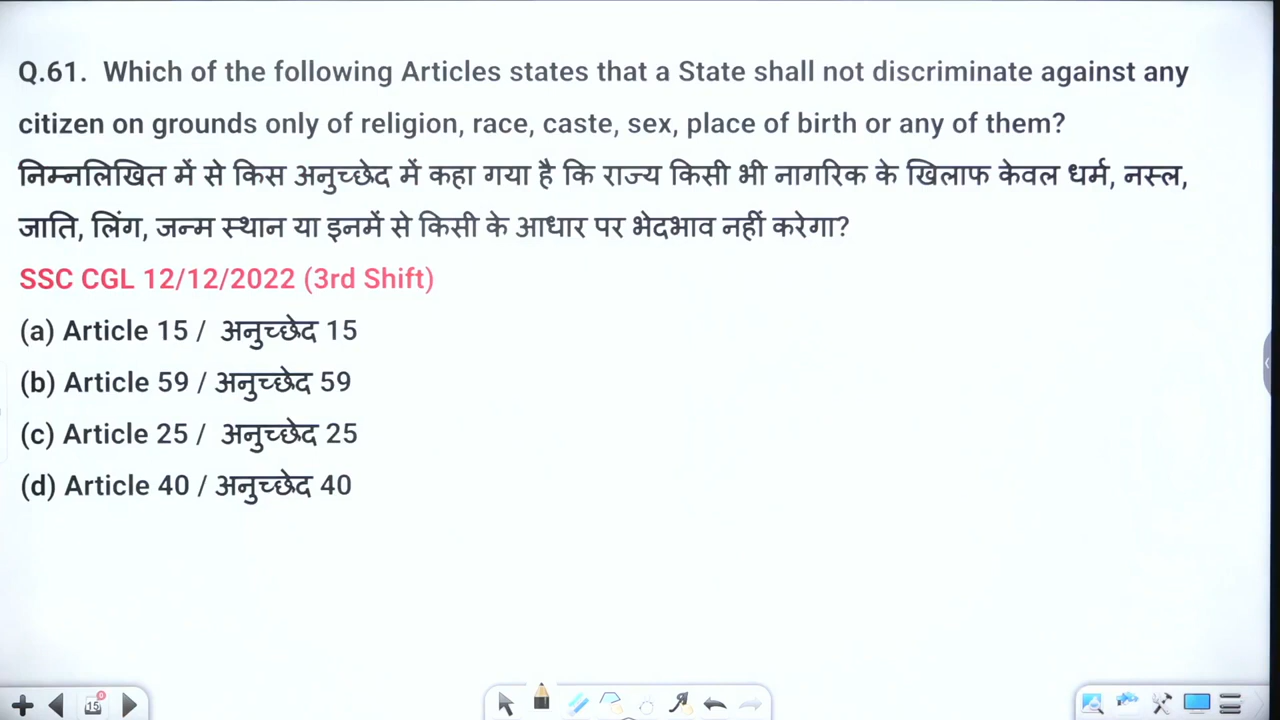 Q.61. Which of the following Articles states that a State shall not discriminate against any
citizen on grounds only of religion, race, caste, sex, place of birth or any of them?
निम्नलिखित में से किस अनुच्छेद में कहा गया है कि राज्य किसी भी नागरिक के खिलाफ केवल धर्म, नस्ल,
जाति, लिंग, जन्म स्थान या इनमें से किसी के आधार पर भेदभाव नहीं करेगा?
SSC CGL 12/12/2022 (3rd Shift)
(a) Article 15 / अनुच्छेद 15
(b) Article 59 / अनुच्छेद 59
(c) Article 25 / अनुच्छेद 25
(d) Article 40 / अनुच्छेद 40
15
0